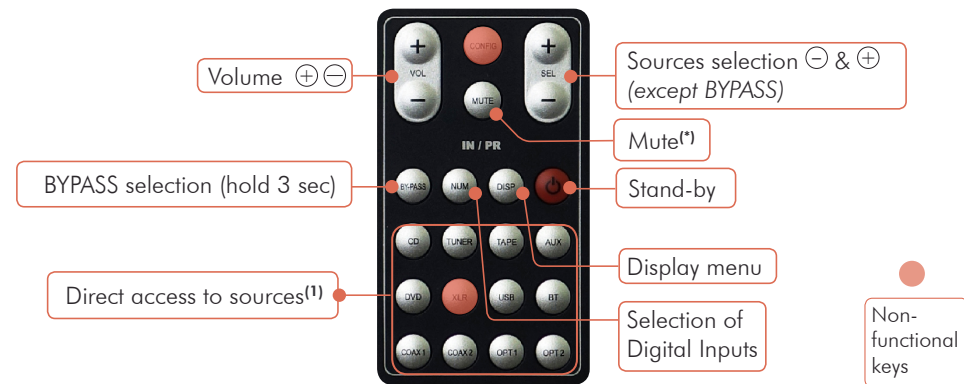 +
CONFIG
+
Volume ⊕⊖
VOL
SEL
Sources selection ⊖ & ⊕
(except BYPASS)
−
MUTE
−
Mute(*)
IN / PR
BYPASS selection (hold 3 sec)
BY-PASS
NUM
DISP
Stand-by
CD
TUNER
TAPE
AUX
Display menu
Direct access to sources(1)
DVD
XLR
USB
BT
Selection of
Digital Inputs
Non-
functional
keys
COAX 1
COAX 2
OPT 1
OPT 2